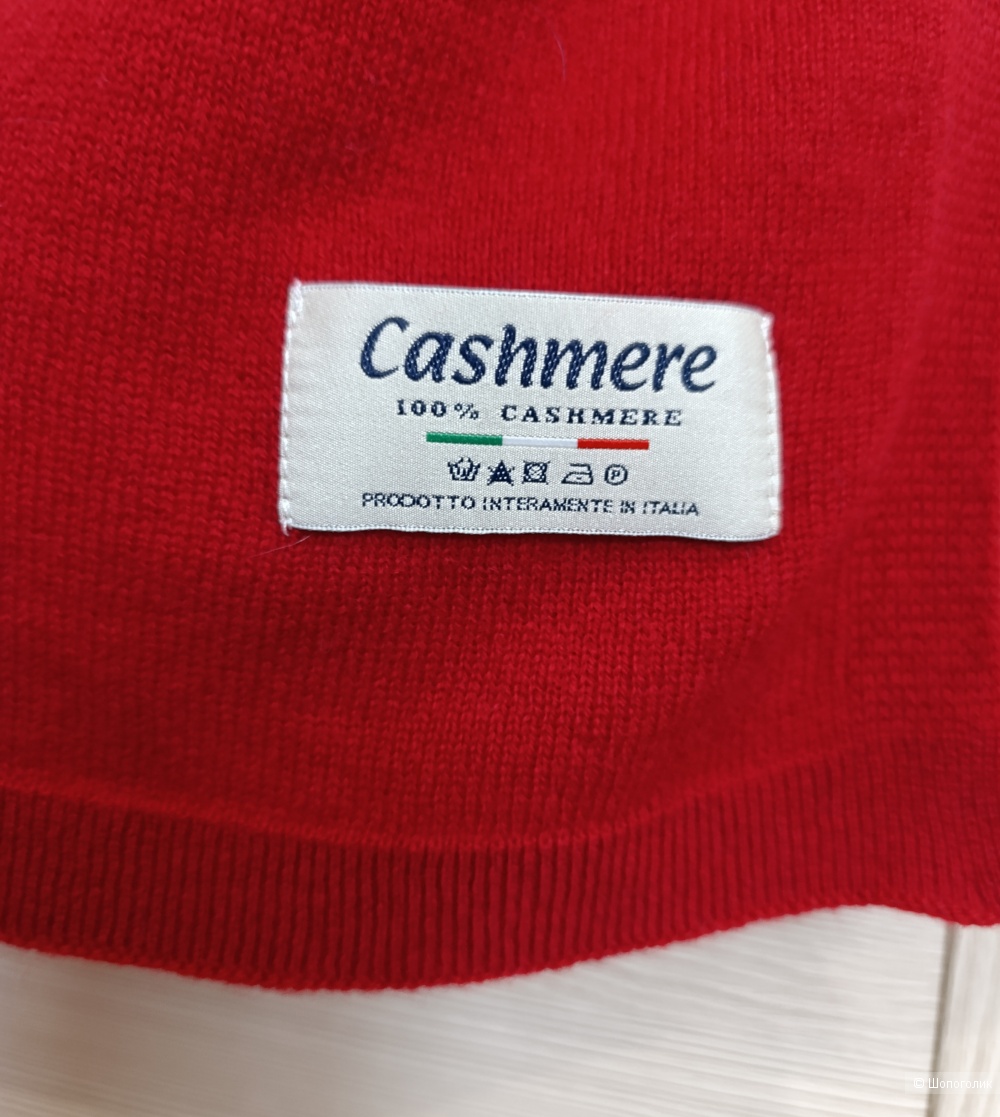 Cashmere
100% CASHMERE
PRODOTTO INTERAMENTE IN ITALIA
© Шопоголик